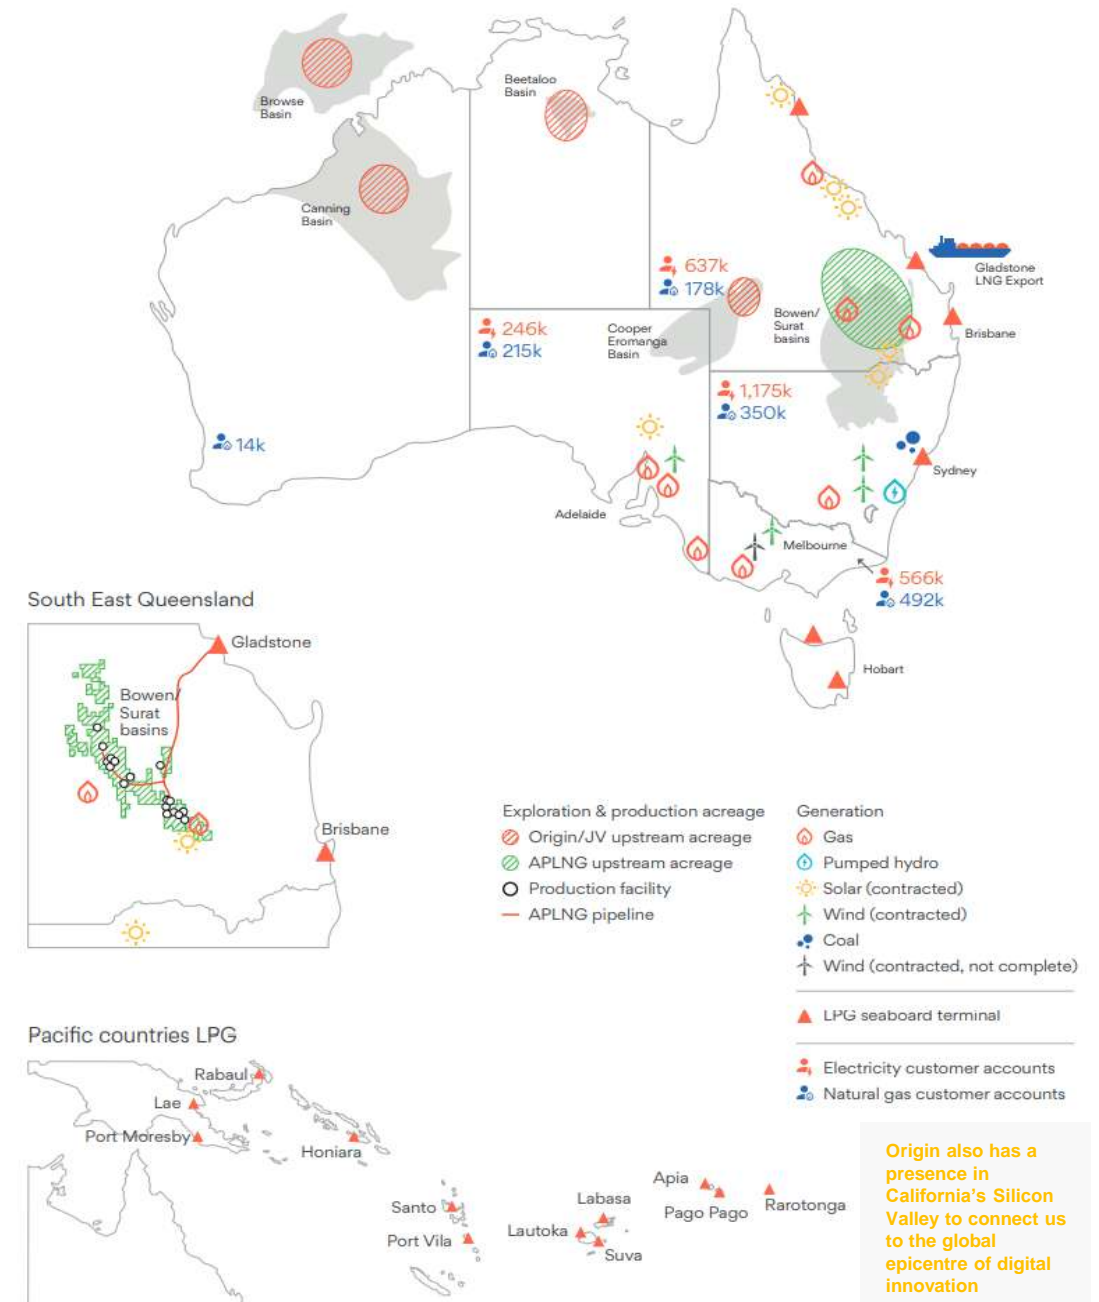 Browse
Basin
Beetaloo
Basin
Canning
Basin
637k
178k
Gladstone
LNG Export
Bowen/
Surat
basins
Brisbane
246k
215k
Cooper
Eromanga
Basin
1,175k
350k
14k
Sydney
Adelaide
Melbourne
566k
492k
Hobart
South East Queensland
Gladstone
Bowen/
Surat
basins
Brisbane
Exploration & production acreage
Origin/JV upstream acreage
APLNG upstream acreage
Production facility
APLNG pipeline
Generation
Gas
Pumped hydro
Solar (contracted)
Wind (contracted)
Coal
Wind (contracted, not complete)
LPG seaboard terminal
Electricity customer accounts
Natural gas customer accounts
Pacific countries LPG
Rabaul
Lae
Port Moresby
Honiara
Santo
Port Vila
Labasa
Lautoka
Suva
Apia
Pago Pago
Rarotonga
Origin also has a
presence in
California's Silicon
Valley to connect us
to the global
epicentre of digital
innovation